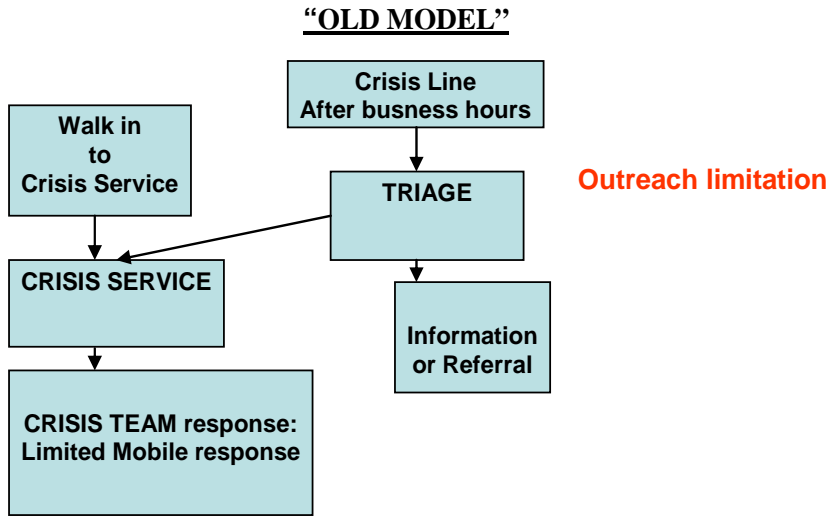 “OLD MODEL”
Crisis Line
After busness hours
Walk in
to
Crisis Service
TRIAGE
Outreach limitation
CRISIS SERVICE
Information
or Referral
CRISIS TEAM response:
Limited Mobile response